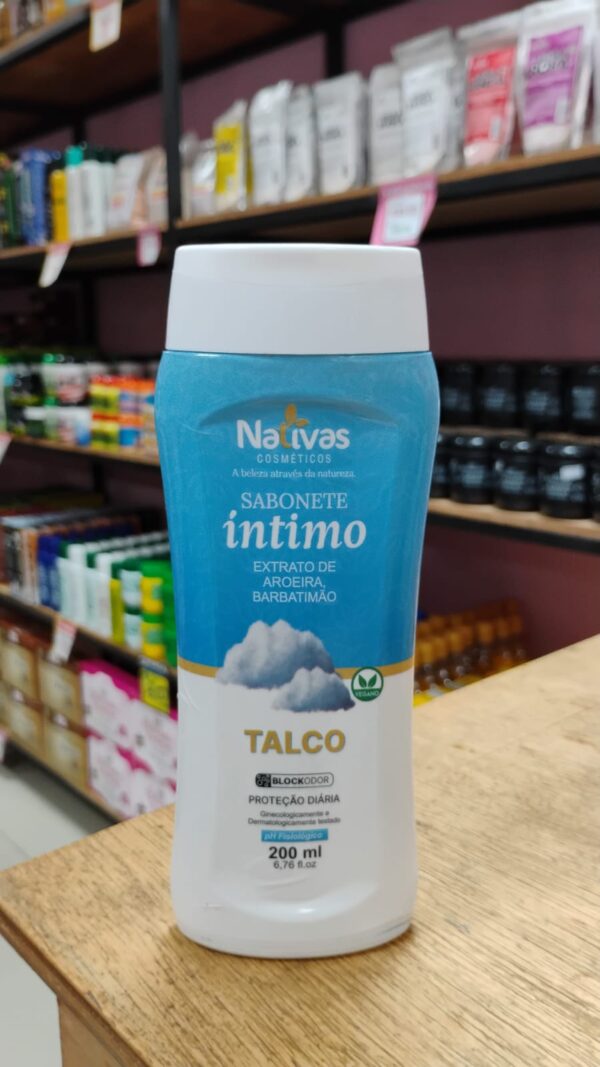 Nativas
COSMÉTICOS
A beleza através da natureza.
SABONETE
íntimo
EXTRATO DE
AROEIRA,
BARBATIMÃO
VEGANO
TALCO
BLOCKODOR
PROTEÇÃO DIÁRIA
Ginecologicamente e
Dermatologicamente testado
pH Fisiológico
200 ml
6,76 fl.oz